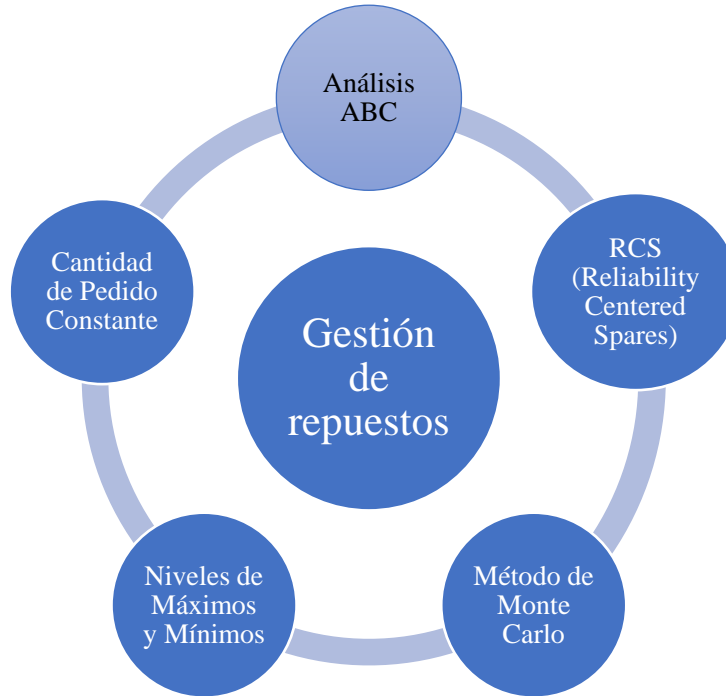 Análisis
ABC
RCS
(Reliability
Centered
Spares)
Método de
Monte
Carlo
Niveles de
Máximos
y Mínimos
Cantidad
de Pedido
Constante
Gestión
de
repuestos